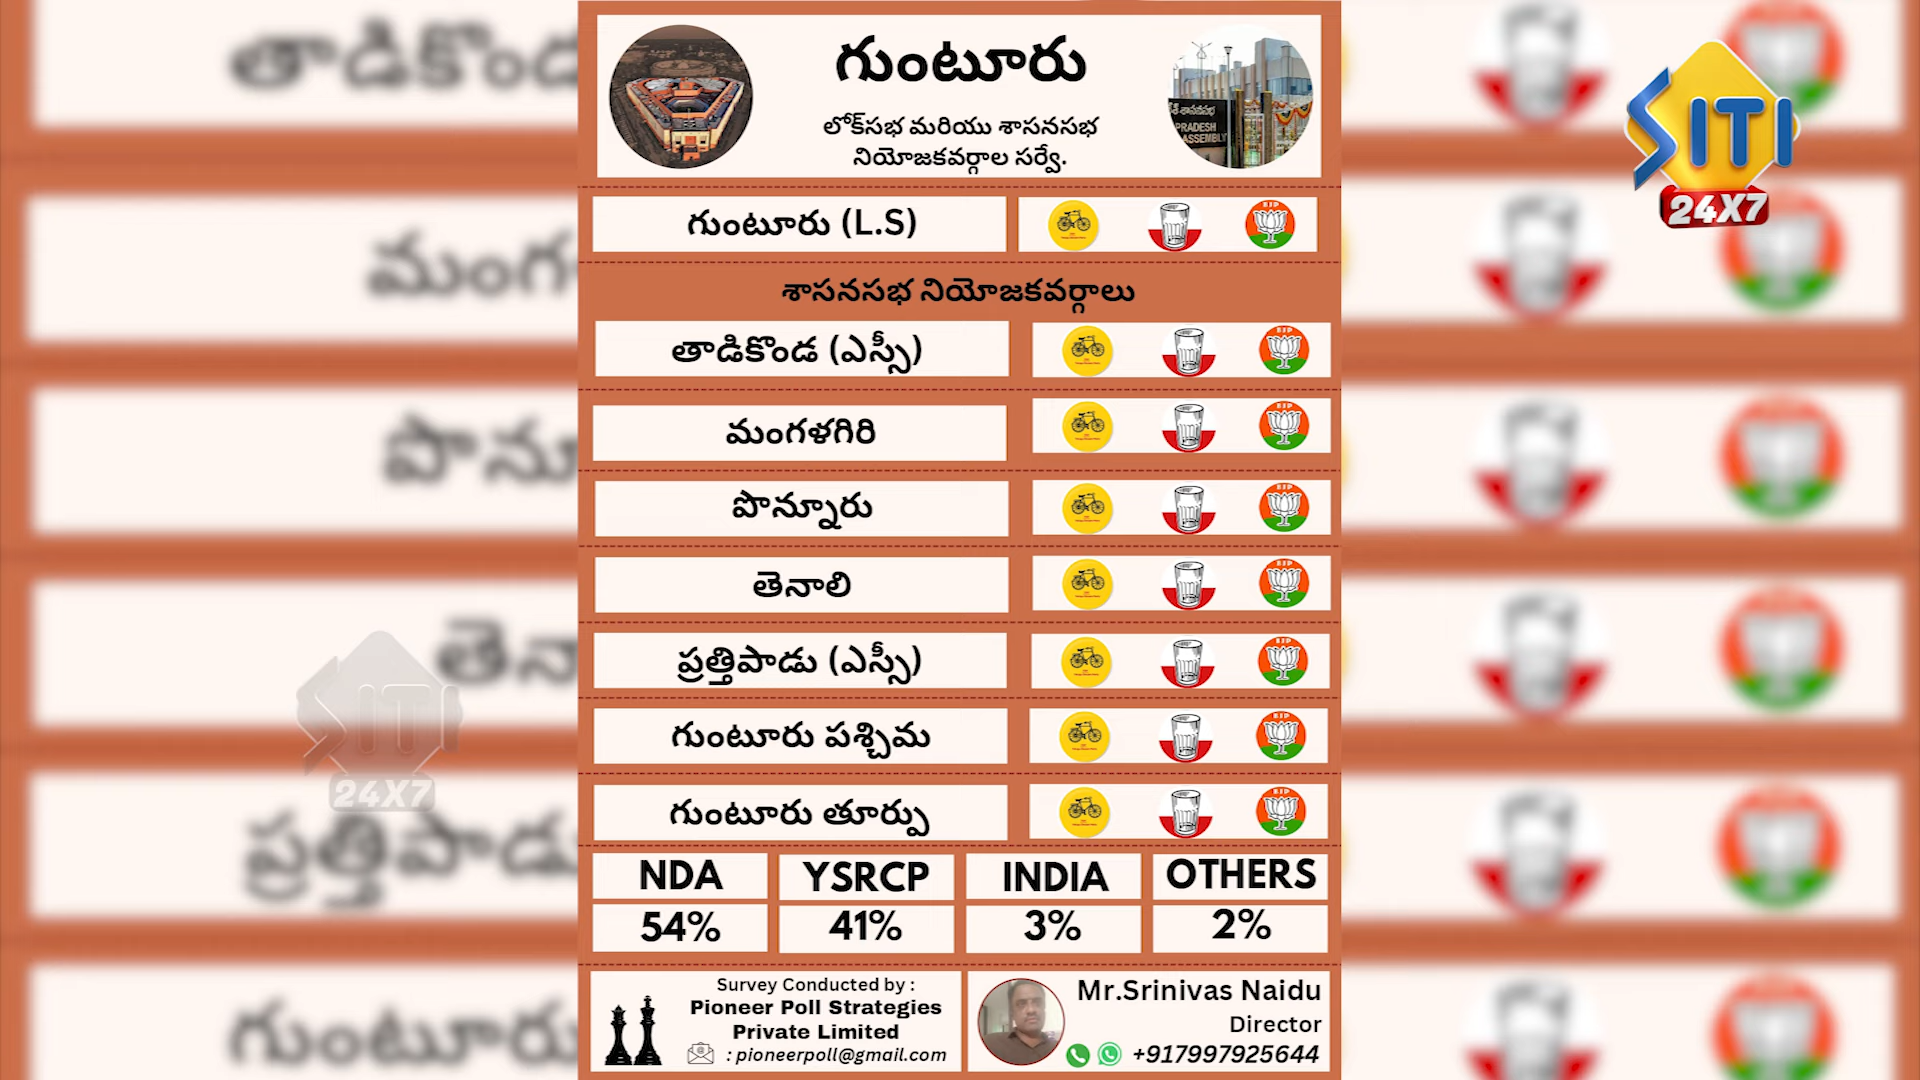 గుంటూరు
లోక్‌సభ మరియు శాసనసభ
నియోజకవర్గాల సర్వే.
PRADESH
ASSEMBLY
SITI
24X7
గుంటూరు (L.S)
శాసనసభ నియోజకవర్గాలు
తాడికొండ (ఎస్సీ)
మంగళగిరి
పొన్నూరు
తెనాలి
ప్రత్తిపాడు (ఎస్సీ)
గుంటూరు పశ్చిమ
గుంటూరు తూర్పు
SITI
24X7
NDA YSRCP INDIA OTHERS
54% 41% 3% 2%
Survey Conducted by :
Pioneer Poll Strategies
Private Limited
: pioneerpoll@gmail.com
Mr.Srinivas Naidu
Director
+917997925644